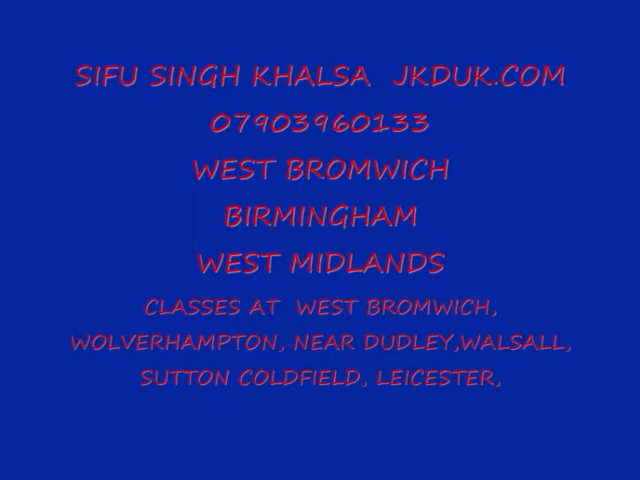 SIFU SINGH KHALSA  JKDUK.COM
07903960133
WEST BROMWICH
BIRMINGHAM
WEST MIDLANDS
CLASSES AT  WEST BROMWICH,
WOLVERHAMPTON, NEAR DUDLEY,WALSALL,
SUTTON COLDFIELD, LEICESTER,